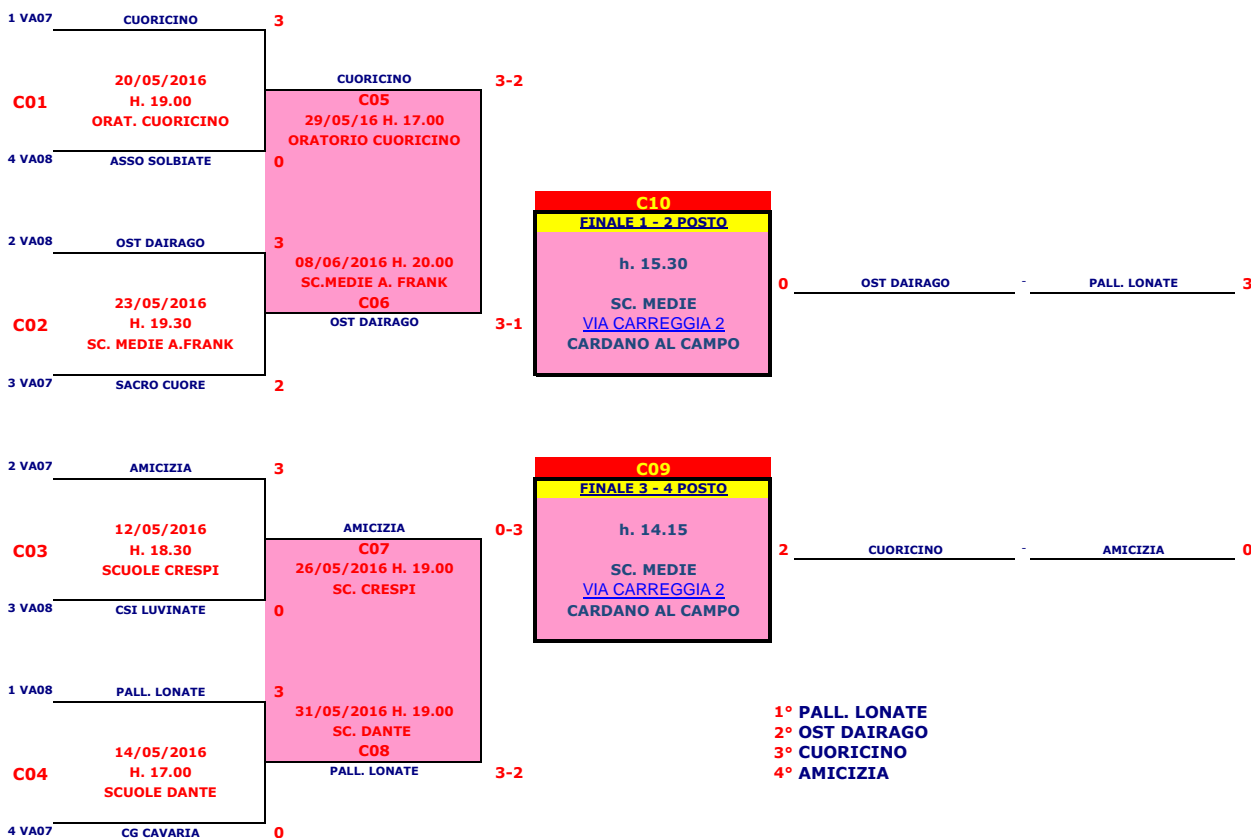 1 VA07 CUORICINO 3
20/05/2016 CUORICINO 3-2
C01 H. 19.00 C05
ORAT. CUORICINO 29/05/16 H. 17.00
ORATORIO CUORICINO
4 VA08 ASSO SOLBIATE 0
C10
FINALE 1 - 2 POSTO
2 VA08 OST DAIRAGO 3
08/06/2016 H. 20.00 h. 15.30
SC.MEDIE A. FRANK 0 OST DAIRAGO - PALL. LONATE 3
23/05/2016 C06 SC. MEDIE
C02 H. 19.30 OST DAIRAGO 3-1 VIA CARREGGIA 2
SC. MEDIE A.FRANK CARDANO AL CAMPO
3 VA07 SACRO CUORE 2
2 VA07 AMICIZIA 3 C09
FINALE 3 - 4 POSTO
12/05/2016 AMICIZIA 0-3 h. 14.15
C03 H. 18.30 C07 2 CUORICINO - AMICIZIA 0
SCUOLE CRESPI 26/05/2016 H. 19.00 SC. MEDIE
SC. CRESPI VIA CARREGGIA 2
3 VA08 CSI LUVINATE 0 CARDANO AL CAMPO
1 VA08 PALL. LONATE 3
31/05/2016 H. 19.00 1° PALL. LONATE
SC. DANTE 2° OST DAIRAGO
14/05/2016 C08 3° CUORICINO
C04 H. 17.00 PALL. LONATE 3-2 4° AMICIZIA
SCUOLE DANTE
4 VA07 CG CAVARIA 0